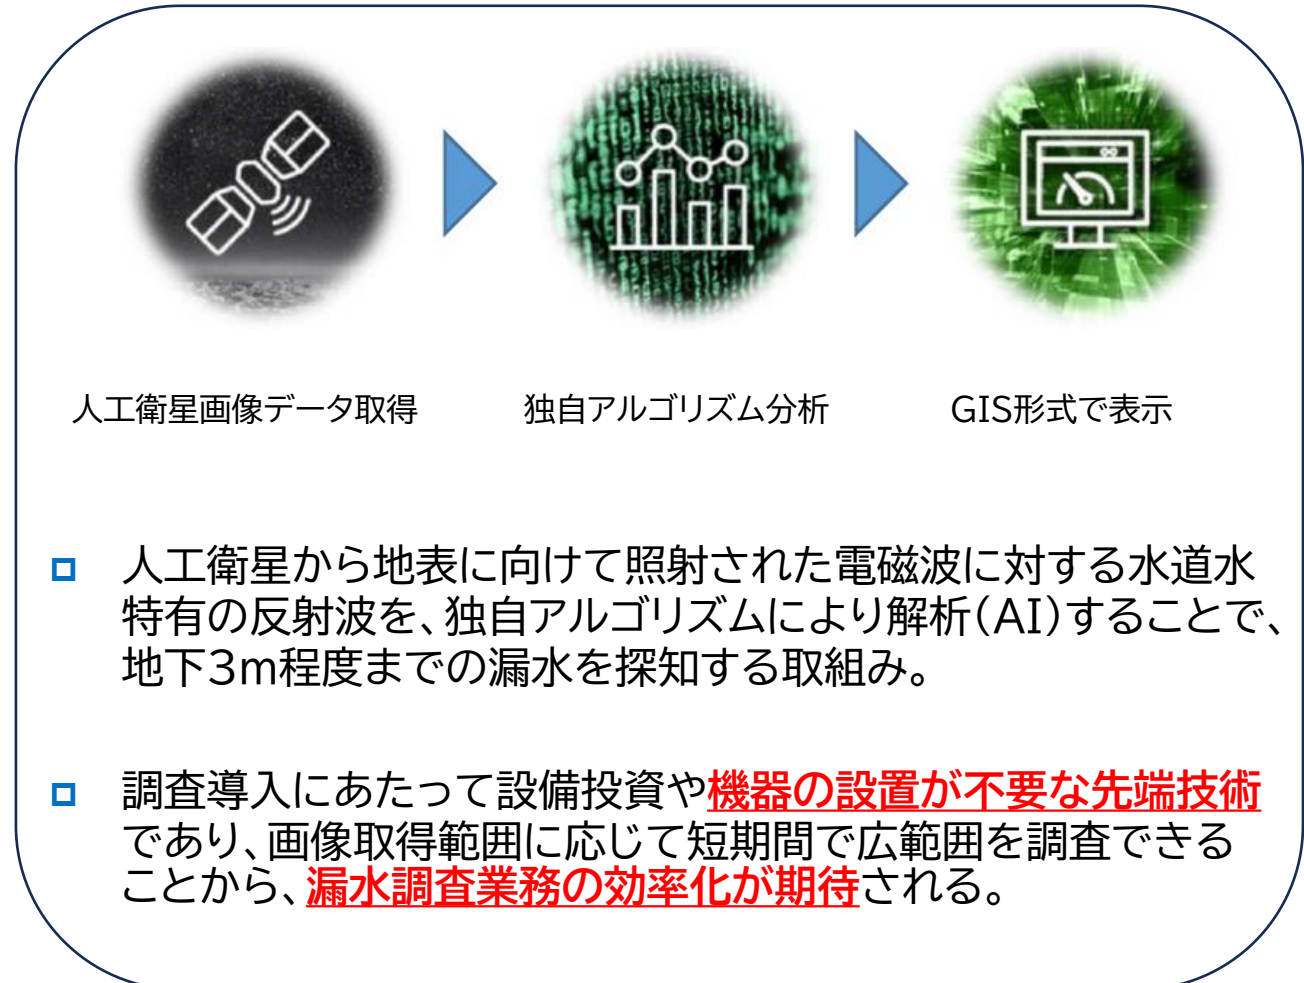 人工衛星画像データ取得
独自アルゴリズム分析
GIS形式で表示
人工衛星から地表に向けて照射された電磁波に対する水道水
特有の反射波を、独自アルゴリズムにより解析(AI)することで、
地下3m程度までの漏水を探知する取組み。
調査導入にあたって設備投資や機器の設置が不要な先端技術
であり、画像取得範囲に応じて短期間で広範囲を調査できる
ことから、漏水調査業務の効率化が期待される。